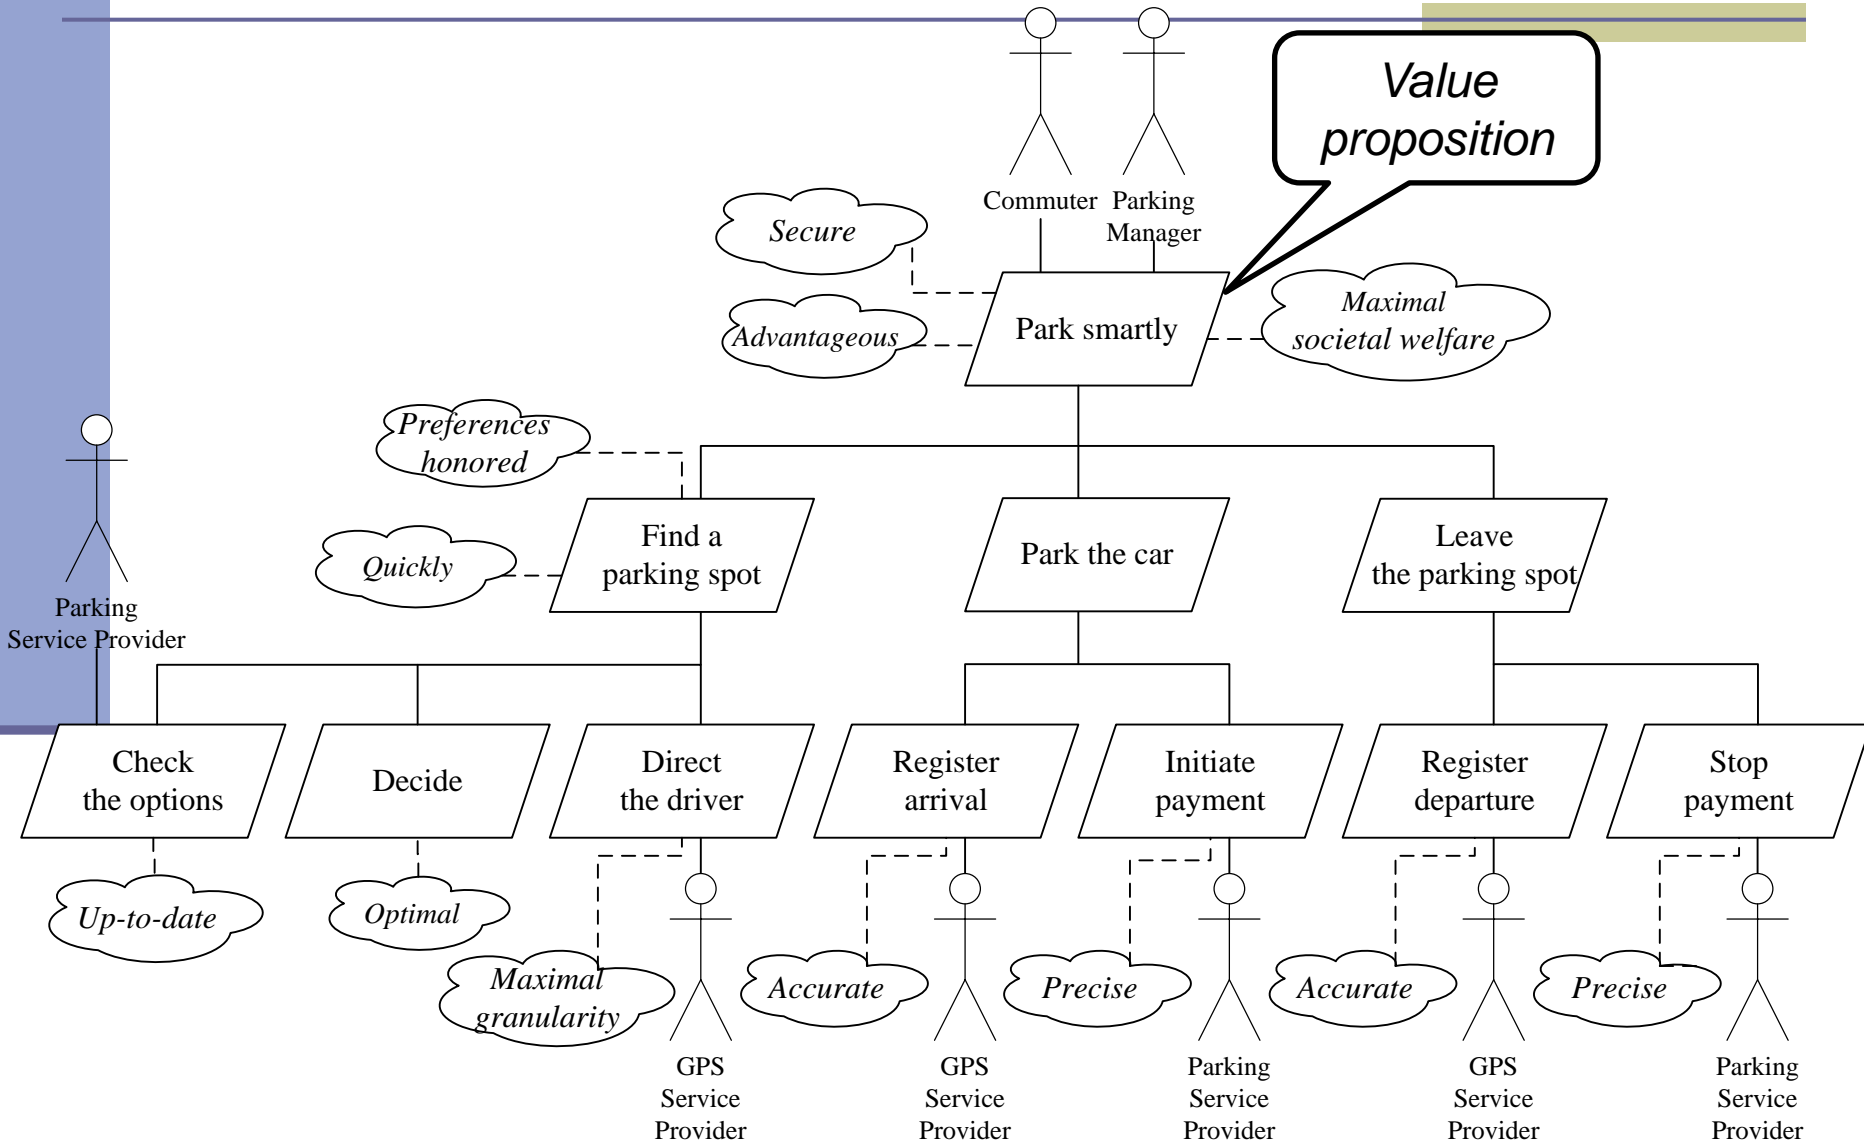 Value
proposition
Commuter
Parking
Manager
Secure
Advantageous
Park smartly
Maximal
societal welfare
Preferences
honored
Quickly
Find a
parking spot
Park the car
Leave
the parking spot
Parking
Service Provider
Check
the options
Decide
Direct
the driver
Register
arrival
Initiate
payment
Register
departure
Stop
payment
Up-to-date
Optimal
Maximal
granularity
Accurate
Precise
Accurate
Precise
GPS
Service
Provider
GPS
Service
Provider
Parking
Service
Provider
GPS
Service
Provider
Parking
Service
Provider